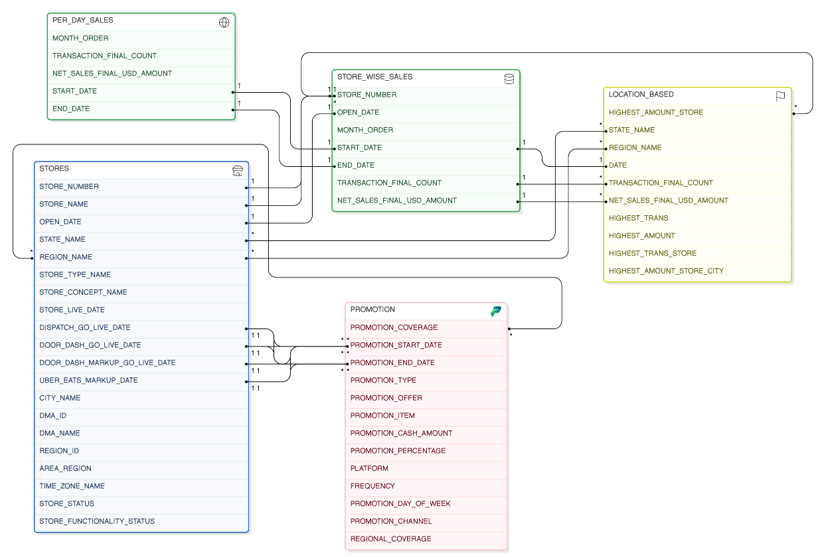 PER_DAY_SALES
MONTH_ORDER
TRANSACTION_FINAL_COUNT
NET_SALES_FINAL_USD_AMOUNT
START_DATE
1
END_DATE
1
STORE_WISE_SALES
1 1
STORE_NUMBER
*
1
OPEN_DATE
MONTH_ORDER
1
START_DATE
1
1
END_DATE
TRANSACTION_FINAL_COUNT
1
NET_SALES_FINAL_USD_AMOUNT
1
LOCATION_BASED
HIGHEST_AMOUNT_STORE
*
*
STATE_NAME
*
REGION_NAME
1
DATE
*
TRANSACTION_FINAL_COUNT
*
NET_SALES_FINAL_USD_AMOUNT
HIGHEST_TRANS
HIGHEST_AMOUNT
HIGHEST_TRANS_STORE
HIGHEST_AMOUNT_STORE_CITY
STORES
STORE_NUMBER
1
STORE_NAME
1
OPEN_DATE
1
STATE_NAME
*
*
REGION_NAME
*
STORE_TYPE_NAME
STORE_CONCEPT_NAME
STORE_LIVE_DATE
DISPATCH_GO_LIVE_DATE
1 1
DOOR_DASH_GO_LIVE_DATE
1 1
DOOR_DASH_MARKUP_GO_LIVE_DATE
1 1
UBER_EATS_MARKUP_DATE
1 1
CITY_NAME
DMA_ID
DMA_NAME
REGION_ID
AREA_REGION
TIME_ZONE_NAME
STORE_STATUS
STORE_FUNCTIONALITY_STATUS
PROMOTION
PROMOTION_COVERAGE
*
* *
PROMOTION_START_DATE
* *
PROMOTION_END_DATE
* *
PROMOTION_TYPE
PROMOTION_OFFER
PROMOTION_ITEM
PROMOTION_CASH_AMOUNT
PROMOTION_PERCENTAGE
PLATFORM
FREQUENCY
PROMOTION_DAY_OF_WEEK
PROMOTION_CHANNEL
REGIONAL_COVERAGE